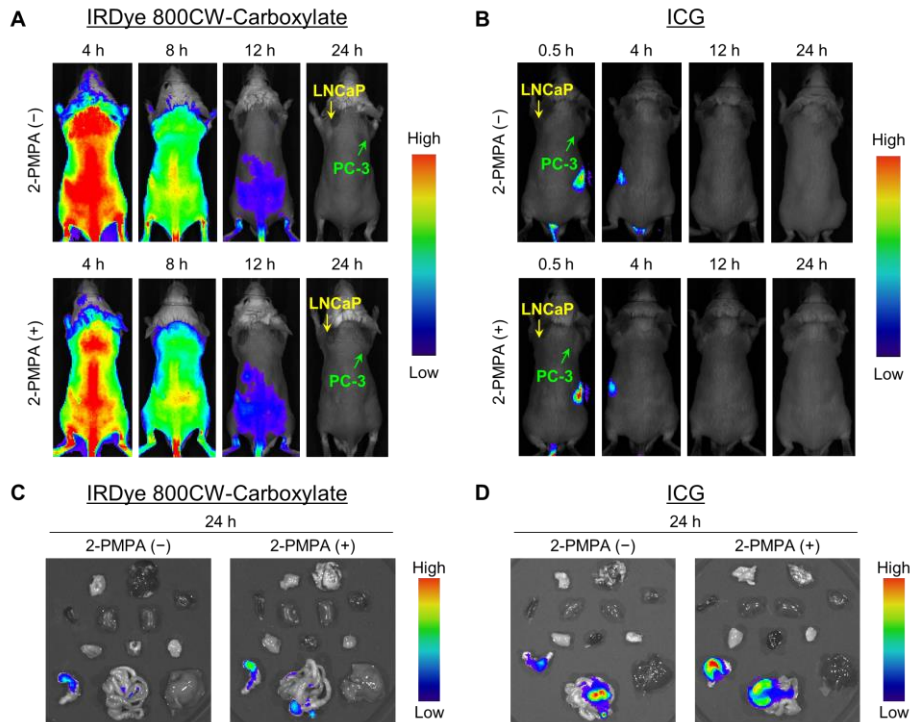 A
IRDye 800CW-Carboxylate
4 h 8 h 12 h 24 h
2-PMPA (−)
LNCaP
PC-3
High
Low
4 h 8 h 12 h 24 h
2-PMPA (+)
LNCaP
PC-3
B
ICG
0.5 h 4 h 12 h 24 h
2-PMPA (−)
LNCaP
PC-3
High
Low
0.5 h 4 h 12 h 24 h
2-PMPA (+)
LNCaP
PC-3
C
IRDye 800CW-Carboxylate
24 h
2-PMPA (−) 2-PMPA (+)
High
Low
D
ICG
24 h
2-PMPA (−) 2-PMPA (+)
High
Low